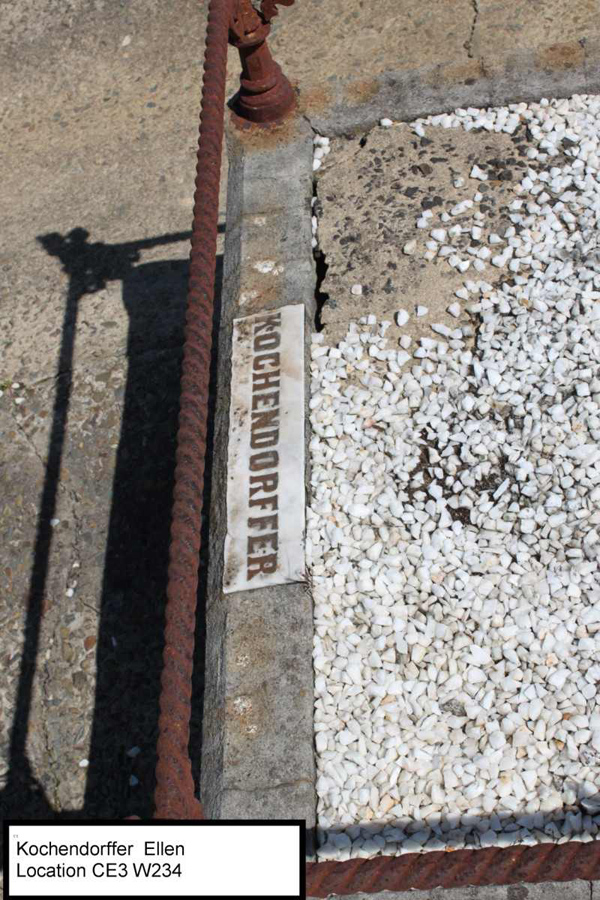 KOCHENDORFFER
Kochendorffer Ellen
Location CE3 W234